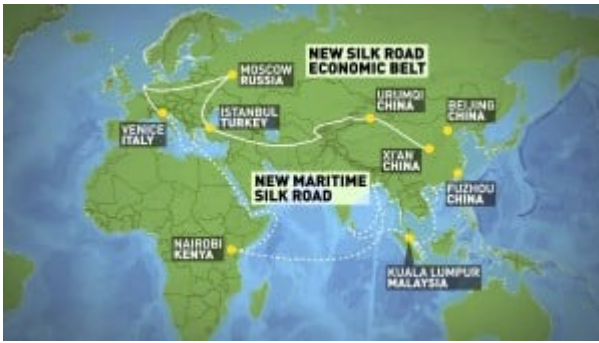 NEW SILK ROAD
ECONOMIC BELT
MOSCOW
RUSSIA
URUMQI
CHINA
BEIJING
CHINA
ISTANBUL
TURKEY
VENICE
ITALY
XI'AN
CHINA
NEW MARITIME
SILK ROAD
FUZHOU
CHINA
NAIROBI
KENYA
KUALA LUMPUR
MALAYSIA